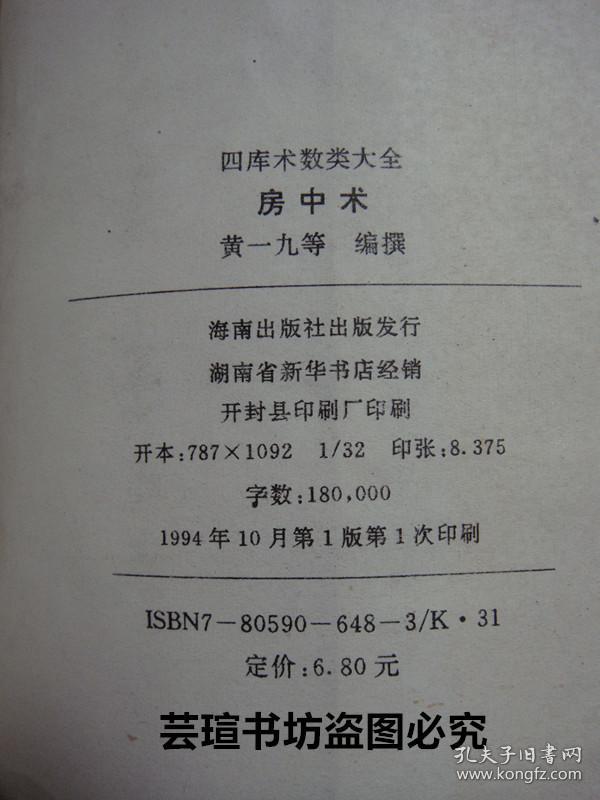 四库术数类大全
房中术
黄一九等 编撰
海南出版社出版发行
湖南省新华书店经销
开封县印刷厂印刷
开本:787×1092 1/32 印张:8.375
字数:180,000
1994年10月第1版第1次印刷
ISBN7-80590-648-3/K·31
定价:6.80元
芸瑄书坊盗图必究
孔夫子旧书网
www.kongfz.com